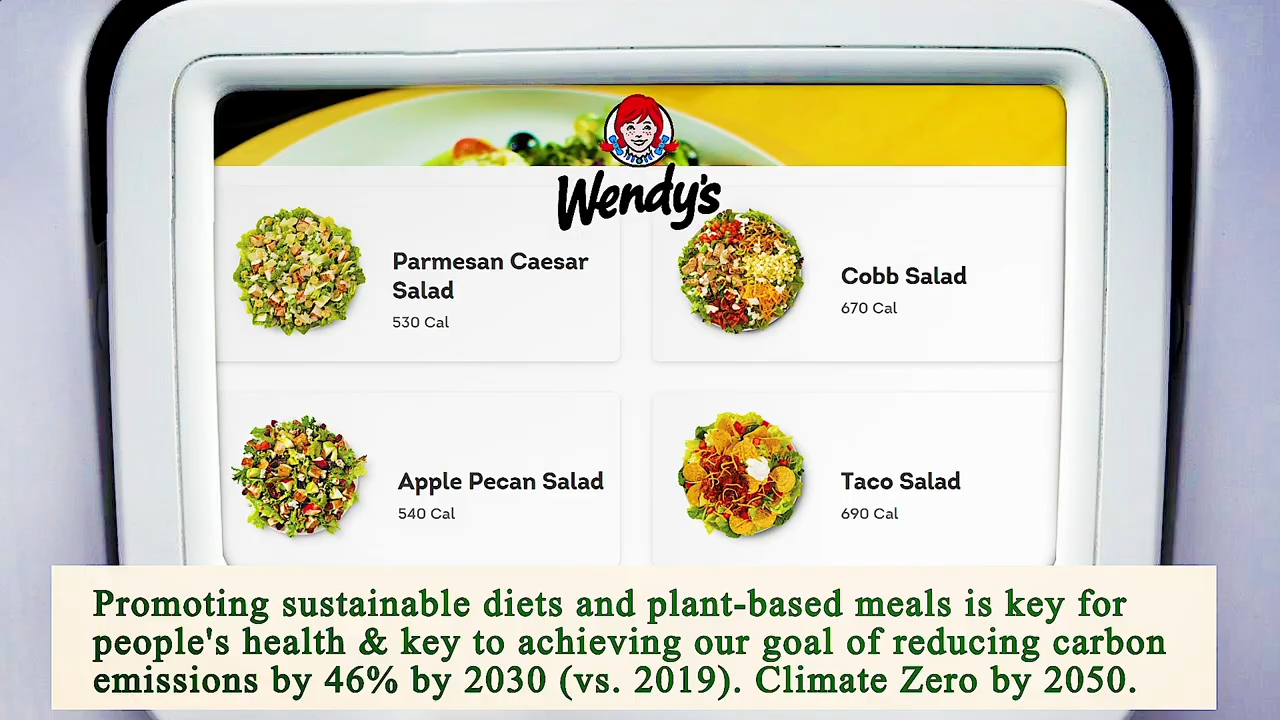 Wendy's
Parmesan Caesar
Salad
530 Cal
Cobb Salad
670 Cal
Apple Pecan Salad
540 Cal
Taco Salad
690 Cal
Promoting sustainable diets and plant-based meals is key for
people's health & key to achieving our goal of reducing carbon
emissions by 46% by 2030 (vs. 2019). Climate Zero by 2050.